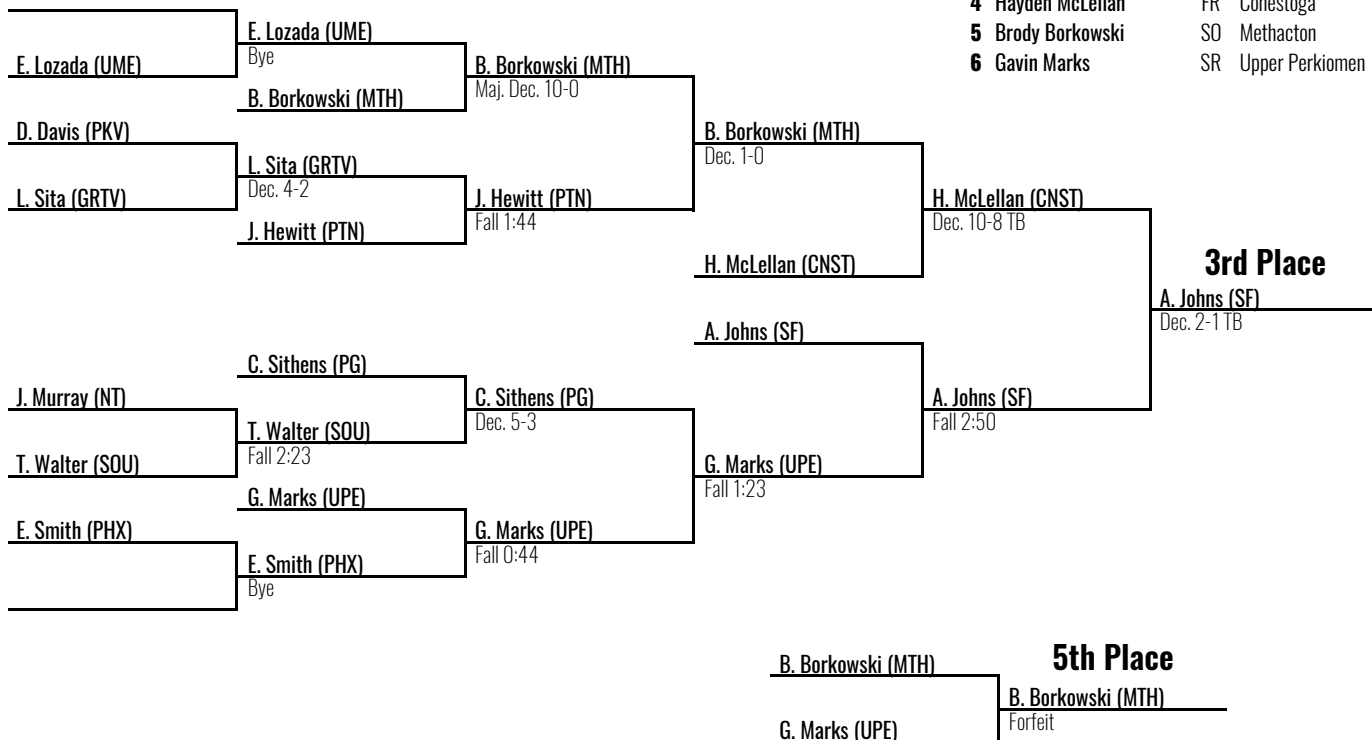 4 Hayden McLellan FR Conestoga
5 Brody Borkowski SO Methacton
6 Gavin Marks SR Upper Perkiomen
E. Lozada (UME)
Bye
E. Lozada (UME)
B. Borkowski (MTH)
Maj. Dec. 10-0
B. Borkowski (MTH)
D. Davis (PKV)
B. Borkowski (MTH)
Dec. 1-0
L. Sita (GRTV)
Dec. 4-2
L. Sita (GRTV)
J. Hewitt (PTN)
Fall 1:44
H. McLellan (CNST)
Dec. 10-8 TB
J. Hewitt (PTN)
H. McLellan (CNST)
3rd Place
A. Johns (SF)
Dec. 2-1 TB
A. Johns (SF)
C. Sithens (PG)
J. Murray (NT)
C. Sithens (PG)
Dec. 5-3
A. Johns (SF)
Fall 2:50
T. Walter (SOU)
Fall 2:23
T. Walter (SOU)
G. Marks (UPE)
Fall 1:23
G. Marks (UPE)
E. Smith (PHX)
G. Marks (UPE)
Fall 0:44
E. Smith (PHX)
Bye
5th Place
B. Borkowski (MTH)
B. Borkowski (MTH)
Forfeit
G. Marks (UPE)